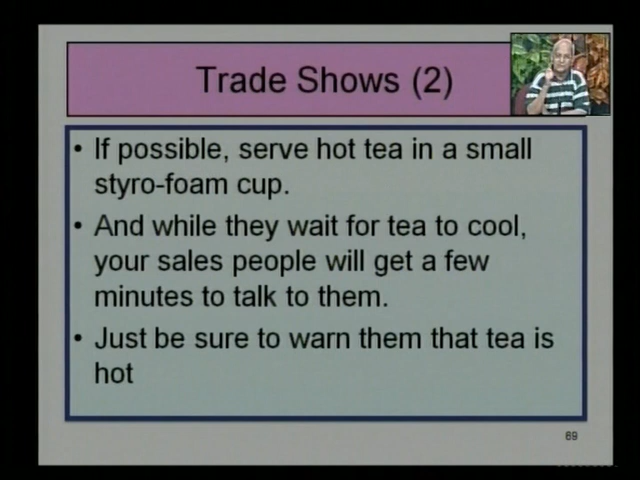 Trade Shows (2)
• If possible, serve hot tea in a small
styro-foam cup.
• And while they wait for tea to cool,
your sales people will get a few
minutes to talk to them.
• Just be sure to warn them that tea is
hot
69